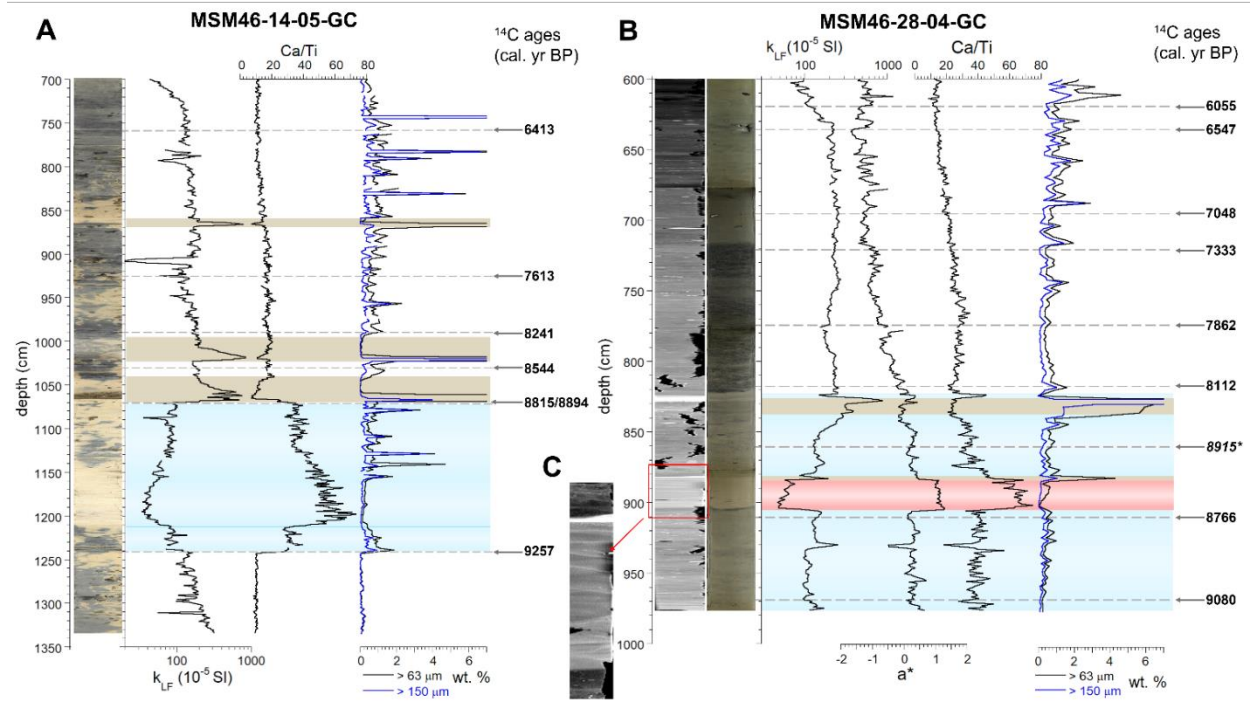 A
MSM46-14-05-GC
14C ages
(cal. yr BP)
Ca/Ti
0 20 40 60 80
depth (cm)
700
750
800
850
900
950
1000
1050
1100
1150
1200
1250
1300
1350
6413
7613
8241
8544
8815/8894
9257
100 1000
kLF (10-5 SI)
0 2 4 6
wt. %
> 63 µm
> 150 µm
C
B
MSM46-28-04-GC
14C ages
(cal. yr BP)
kLF(10-5 SI)
100 1000
Ca/Ti
0 20 40 60 80
depth (cm)
600
650
700
750
800
850
900
950
1000
6055
6547
7048
7333
7862
8112
8915*
8766
9080
-2 -1 0 1 2
a*
0 2 4 6
wt. %
> 63 µm
> 150 µm